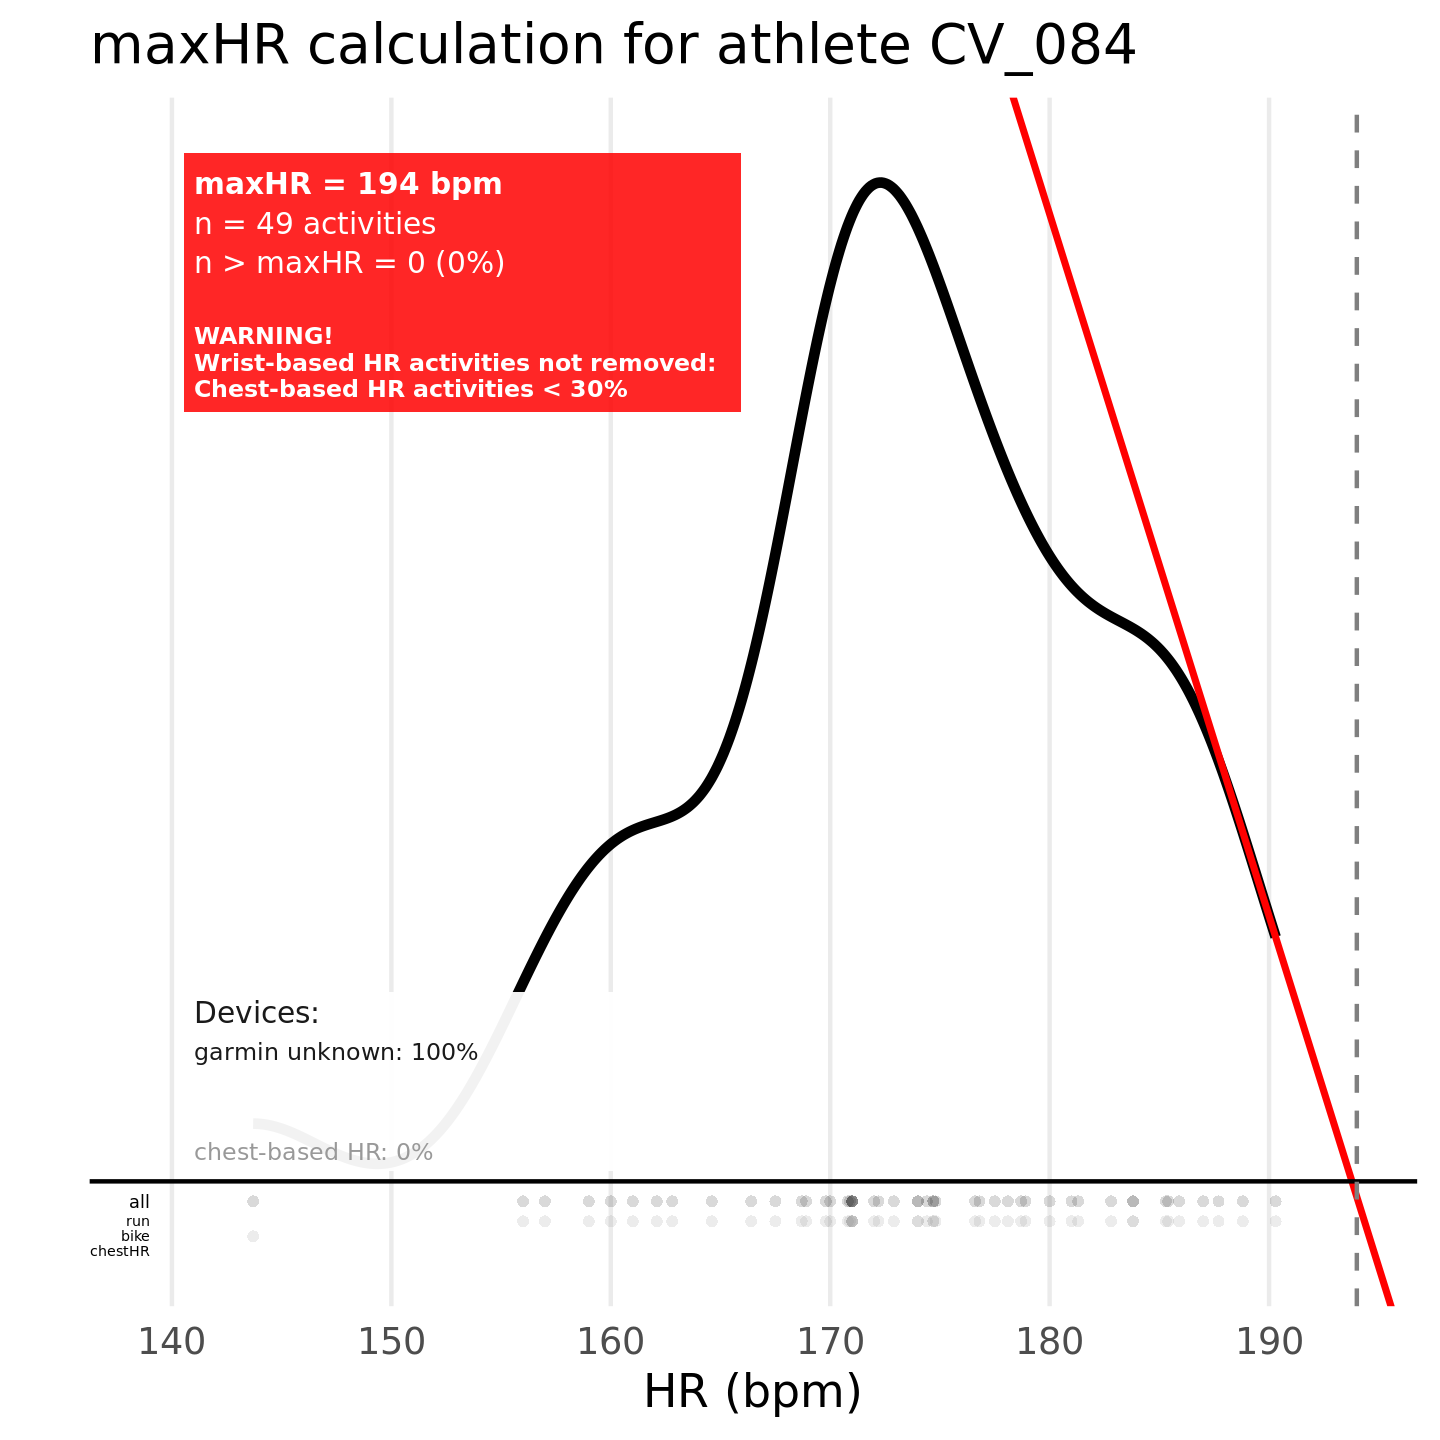 maxHR calculation for athlete CV_084
maxHR = 194 bpm
n = 49 activities
n > maxHR = 0 (0%)
WARNING!
Wrist-based HR activities not removed:
Chest-based HR activities < 30%
Devices:
garmin unknown: 100%
chest-based HR: 0%
all
run
bike
chestHR
140 150 160 170 180 190
HR (bpm)